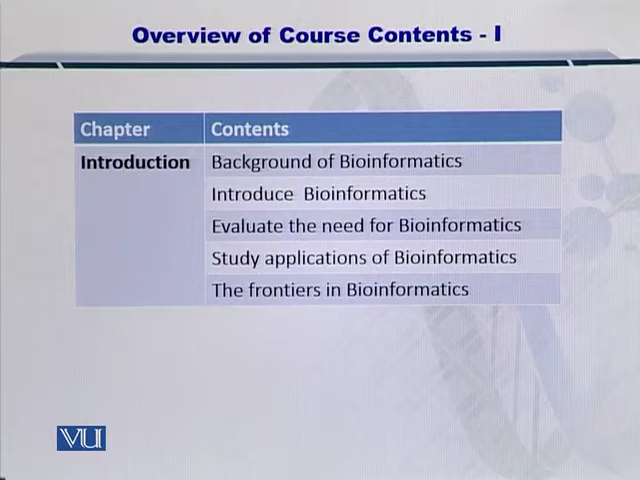 Overview of Course Contents - I
Chapter Contents
Introduction Background of Bioinformatics
Introduce Bioinformatics
Evaluate the need for Bioinformatics
Study applications of Bioinformatics
The frontiers in Bioinformatics
VU